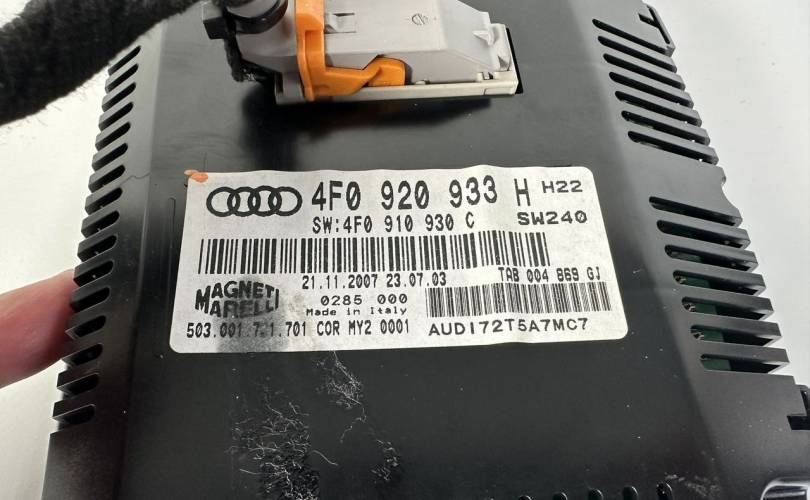 4F0 920 933 H H22
SW:4F0 910 930 C SW240
21.11.2007 23.07.03 TAB 004 869 GJ
MAGNETI MARELLI 0285 000
Made in Italy
503.001 7.1.701 COR MY2 0001 AUDI72T5A7MC7